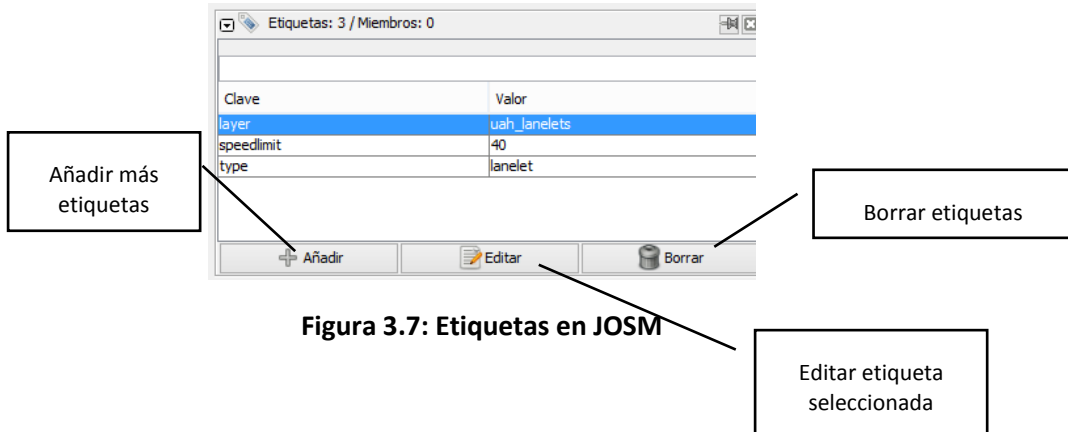 Etiquetas: 3 / Miembros: 0
Clave Valor
layer uah_lanelets
speedlimit 40
type lanelet
Añadir más
etiquetas
Borrar etiquetas
Añadir Editar Borrar
Figura 3.7: Etiquetas en JOSM
Editar etiqueta
seleccionada